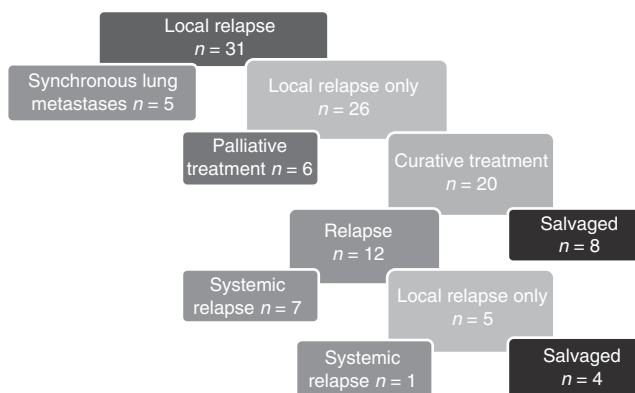 Local relapse
n = 31
Synchronous lung
metastases n = 5
Local relapse only
n = 26
Palliative
treatment n = 6
Curative treatment
n = 20
Relapse
n = 12
Salvaged
n = 8
Systemic
relapse n = 7
Local relapse only
n = 5
Systemic
relapse n = 1
Salvaged
n = 4